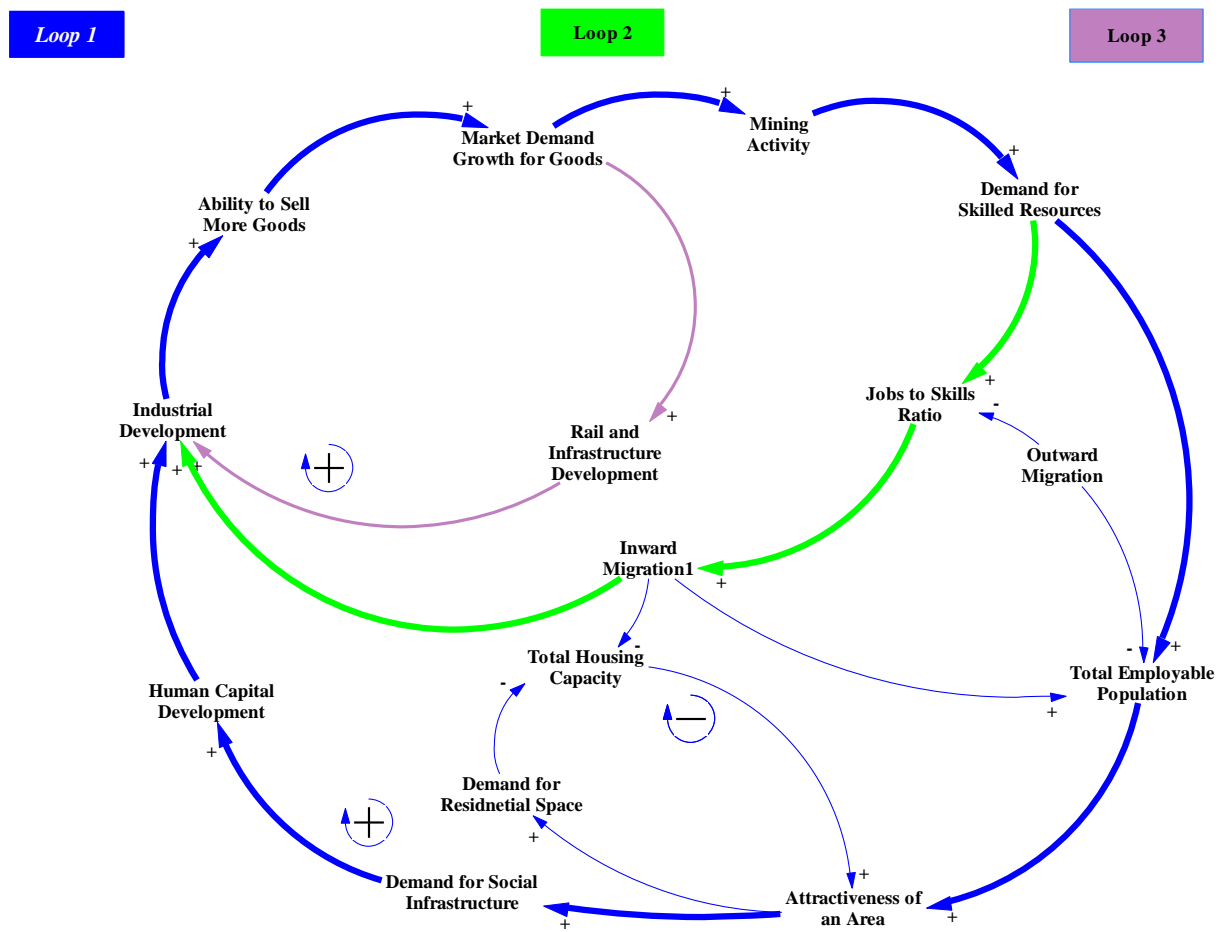 Loop 1
Loop 2
Loop 3
+
+
Market Demand
Growth for Goods
Mining
Activity
+
Demand for
Skilled Resources
Ability to Sell
More Goods
+
+
Jobs to Skills
Ratio
-
Industrial
Development
+
+
+
+
Rail and
Infrastructure
Development
+
Outward
Migration
Inward
Migration1
+
-
Total Housing
Capacity
-
+
Total Employable
Population
+
-
Human Capital
Development
+
-
Demand for
Residnetial Space
+
+
Demand for Social
Infrastructure
+
+
Attractiveness of
an Area
+